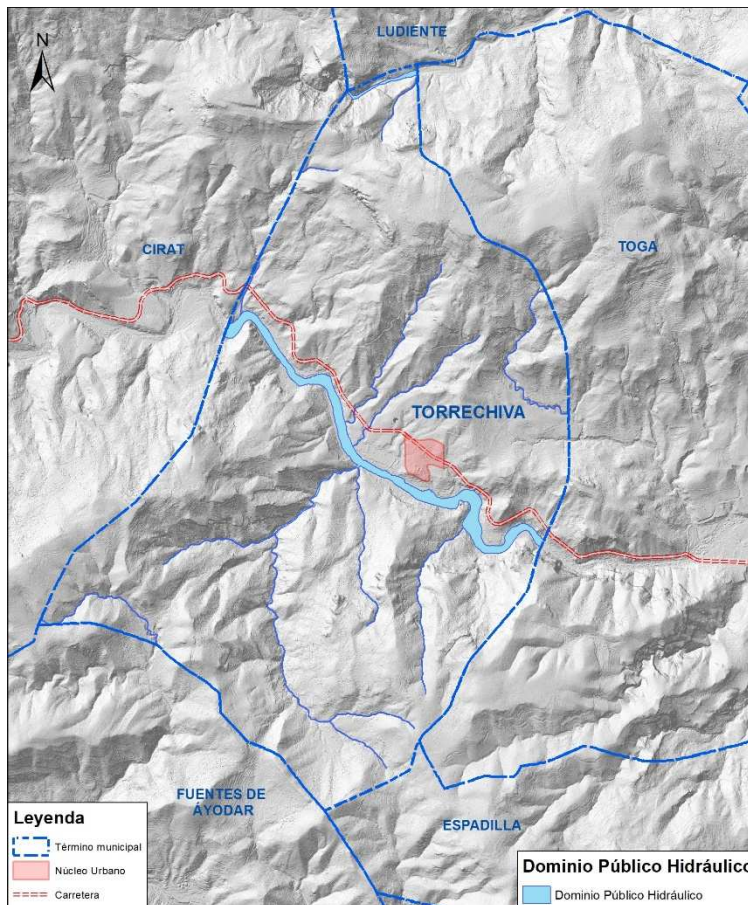 LUDIENTE
N
CIRAT
TOGA
TORRECHIVA
FUENTES DE
ÁYODAR
ESPADILLA
Leyenda
Término municipal
Núcleo Urbano
Carretera
Dominio Público Hidráulico
Dominio Público Hidráulico